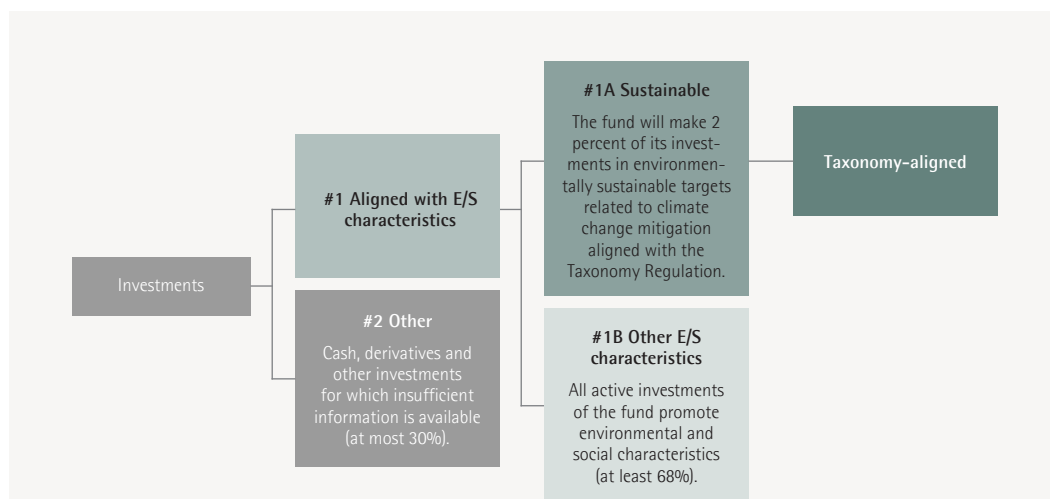 Investments
#1 Aligned with E/S
characteristics
#2 Other
Cash, derivatives and
other investments
for which insufficient
information is available
(at most 30%).
#1A Sustainable
The fund will make 2
percent of its invest-
ments in environmen-
tally sustainable targets
related to climate
change mitigation
aligned with the
Taxonomy Regulation.
#1B Other E/S
characteristics
All active investments
of the fund promote
environmental and
social characteristics
(at least 68%).
Taxonomy-aligned